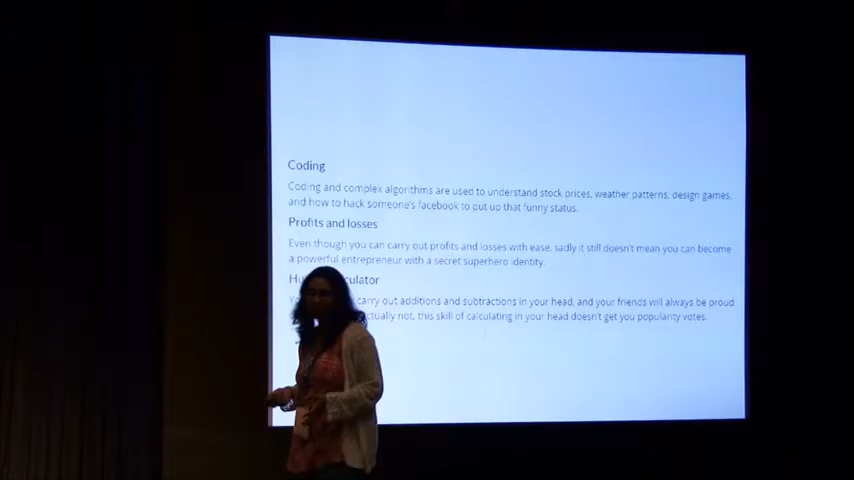 Coding
Coding and complex algorithms are used to understand stock prices, weather patterns, design games,
and how to hack someone's facebook to put up that funny status.
Profits and losses
Even though you can carry out profits and losses with ease, sadly it still doesn't mean you can become
a powerful entrepreneur with a secret superhero identity.
carry out additions and subtractions in your head, and your friends will always be proud
not, this skill of calculating in your head doesn't get you popularity votes.